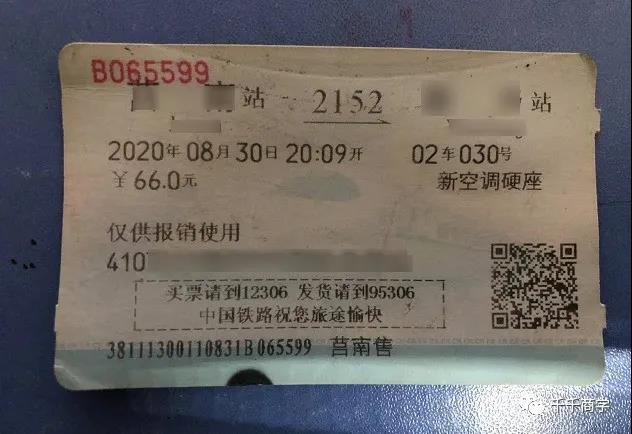 B065599
南站 2152 站
2020年08月30日20:09开 02车030号
¥66.0元 新空调硬座
仅供报销使用
410
买票请到12306 发货请到95306
中国铁路祝您旅途愉快
38111300110831B065599 莒南售
千千商学